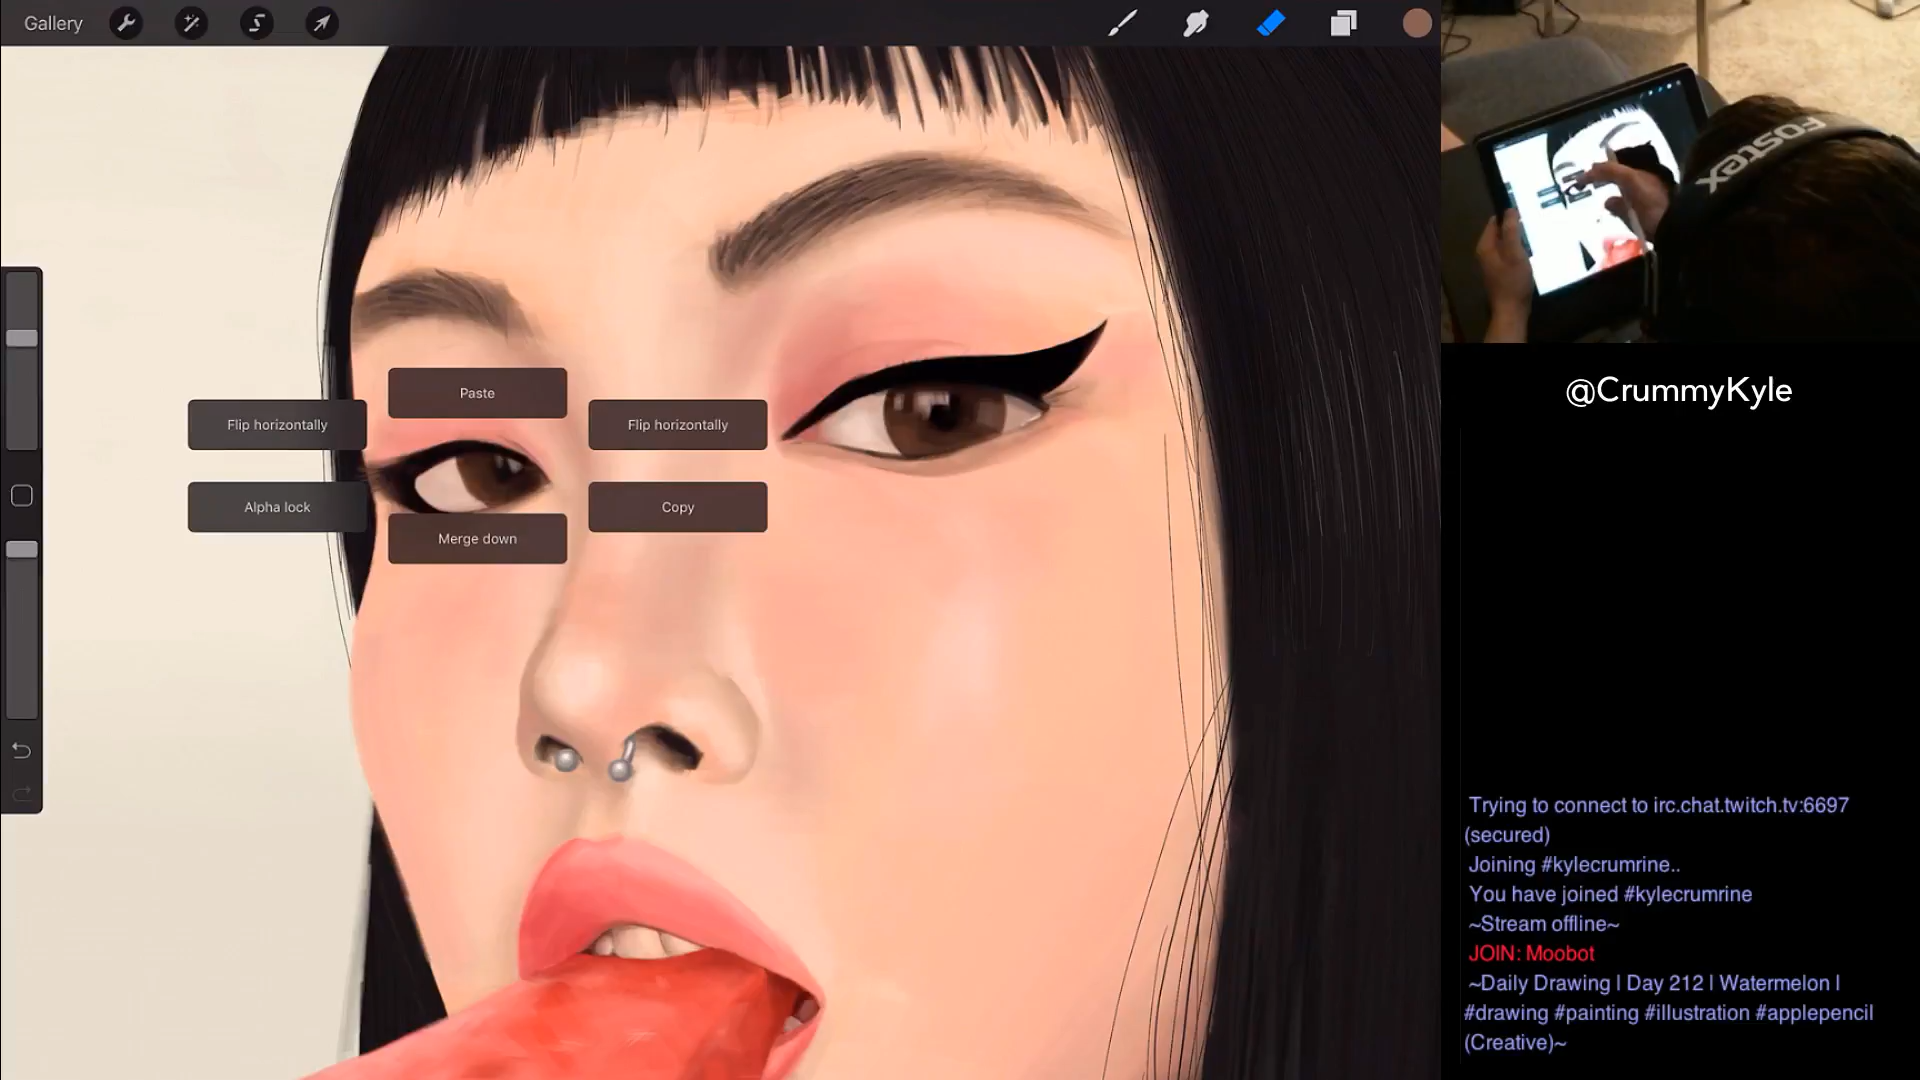 Gallery
Paste
Flip horizontally
Flip horizontally
Alpha lock
Copy
Merge down
FOSTEX
@CrummyKyle
Trying to connect to irc.chat.twitch.tv:6697
(secured)
Joining #kylecrumrine..
You have joined #kylecrumrine
~Stream offline~
JOIN: Moobot
~Daily Drawing | Day 212 | Watermelon |
#drawing #painting #illustration #applepencil
(Creative)~